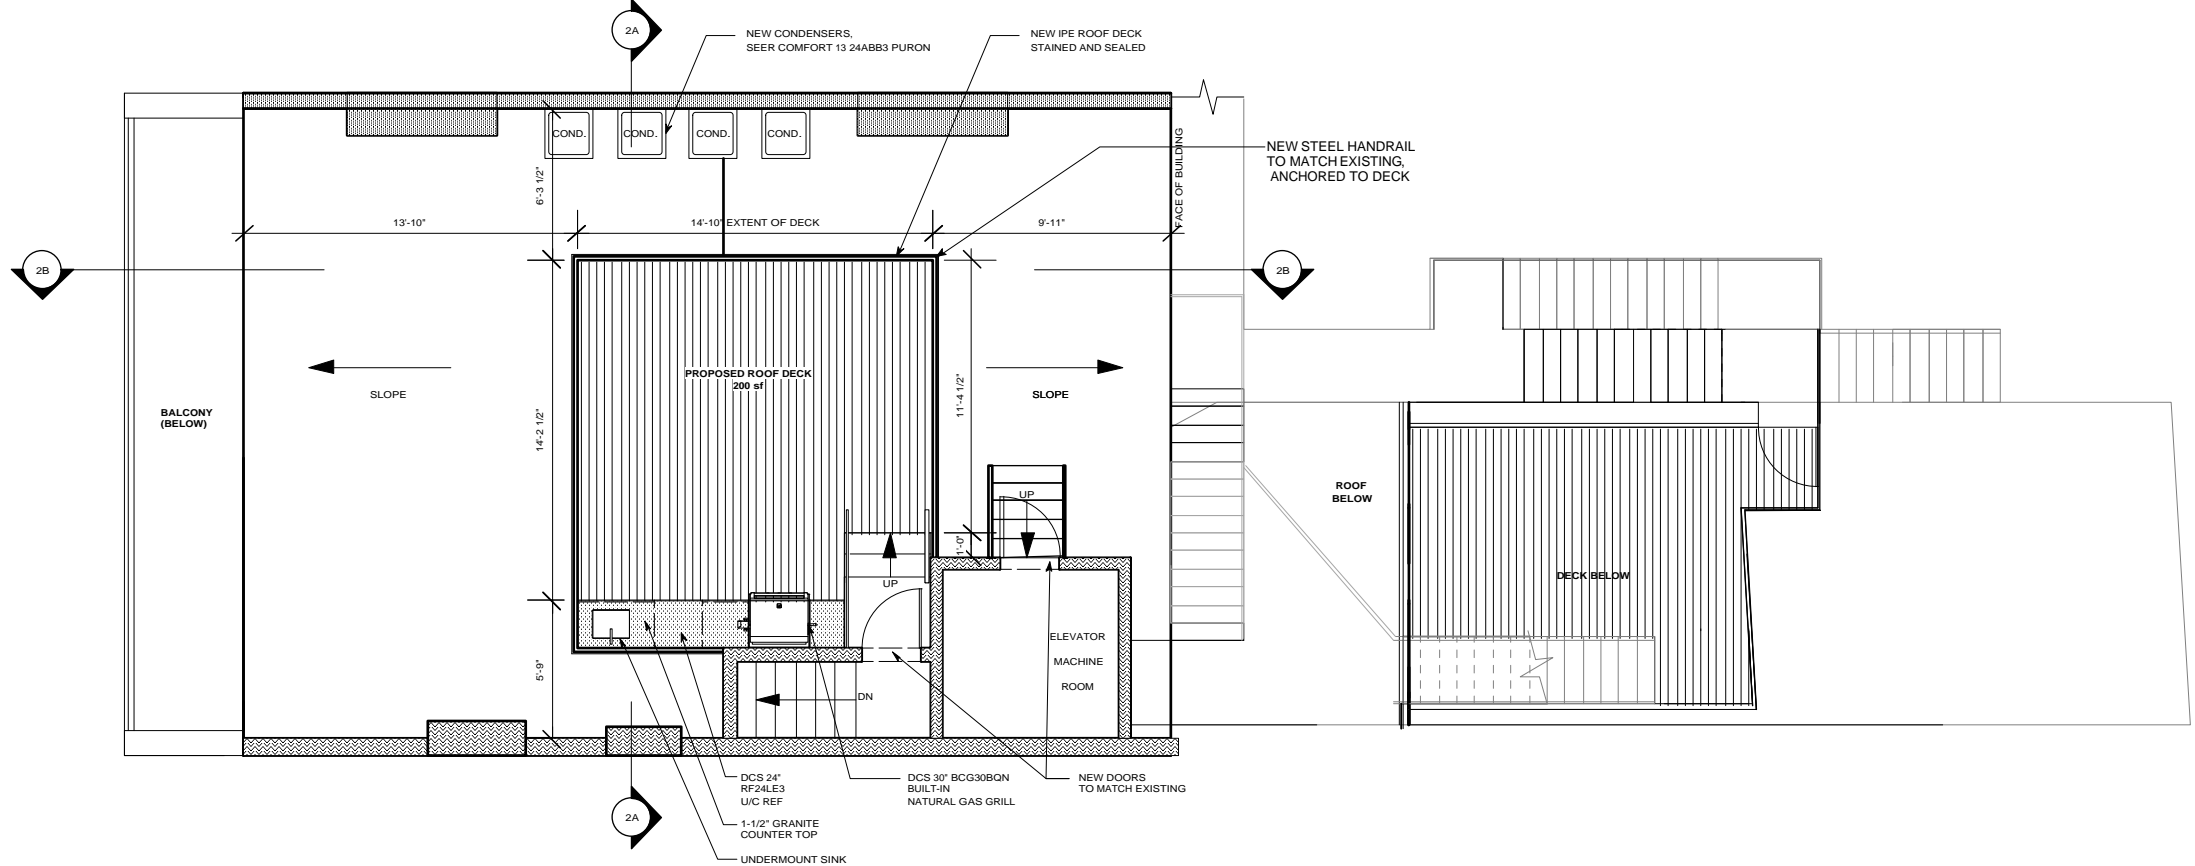 2A
NEW CONDENSERS,
SEER COMFORT 13 24ABB3 PURON
NEW IPE ROOF DECK
STAINED AND SEALED
COND.
COND.
COND.
COND.
FACE OF BUILDING
NEW STEEL HANDRAIL
TO MATCH EXISTING,
ANCHORED TO DECK
6'-3 1/2"
13'-10"
14'-10" EXTENT OF DECK
9'-11"
2B
2B
SLOPE
PROPOSED ROOF DECK
200 sf
11'-4 1/2"
SLOPE
BALCONY
(BELOW)
14'-2 1/2"
UP
ROOF
BELOW
1'-0"
UP
DECK BELOW
ELEVATOR
MACHINE
ROOM
5'-9"
DN
DCS 24"
RF24LE3
U/C REF
DCS 30" BCG30BQN
BUILT-IN
NATURAL GAS GRILL
NEW DOORS
TO MATCH EXISTING
2A
1-1/2" GRANITE
COUNTER TOP
UNDERMOUNT SINK